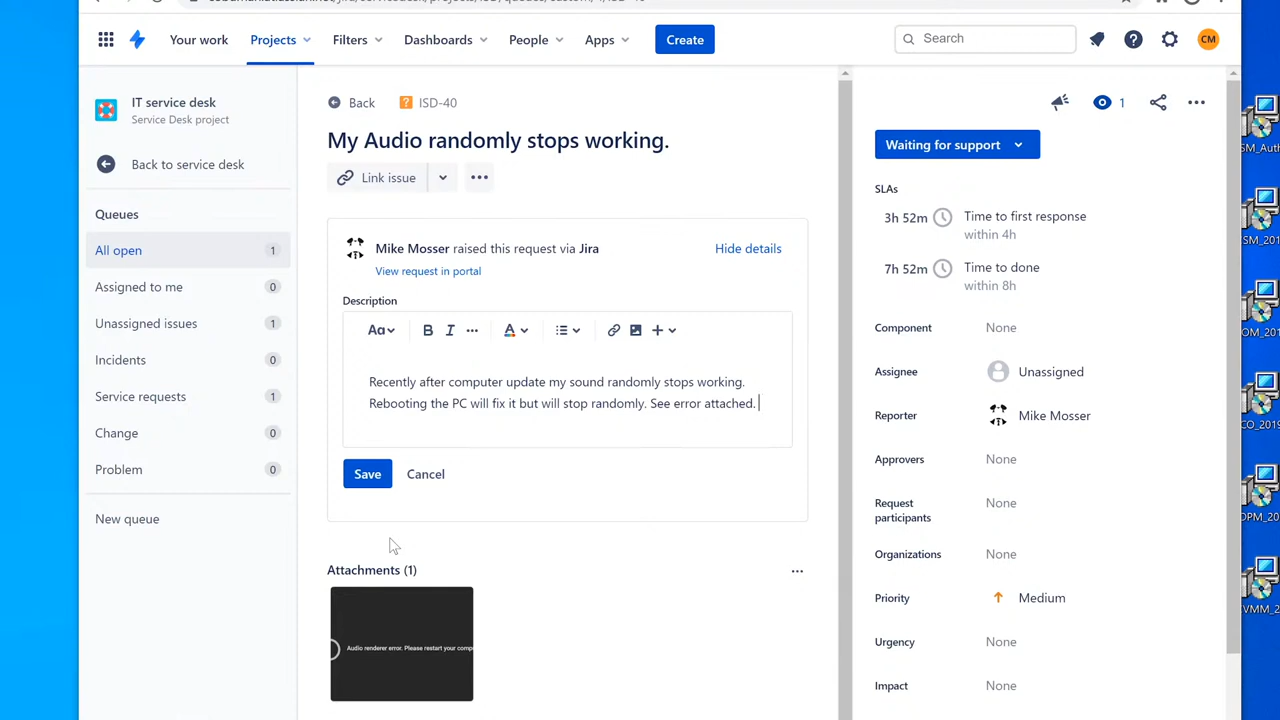 Your work
Projects
Filters
Dashboards
People
Apps
Create
Search
CM
IT service desk
Service Desk project
Back to service desk
Queues
All open 1
Assigned to me 0
Unassigned issues 1
Incidents 0
Service requests 1
Change 0
Problem 0
New queue
Back
ISD-40
My Audio randomly stops working.
Link issue
Mike Mosser raised this request via Jira
Hide details
View request in portal
Description
Aa
B I
A
Recently after computer update my sound randomly stops working.
Rebooting the PC will fix it but will stop randomly. See error attached.
Save
Cancel
Attachments (1)
Audio renderer error. Please restart your comp
1
Waiting for support
SLAs
3h 52m Time to first response
within 4h
7h 52m Time to done
within 8h
Component None
Assignee Unassigned
Reporter Mike Mosser
Approvers None
Request
participants
None
Organizations None
Priority Medium
Urgency None
Impact None